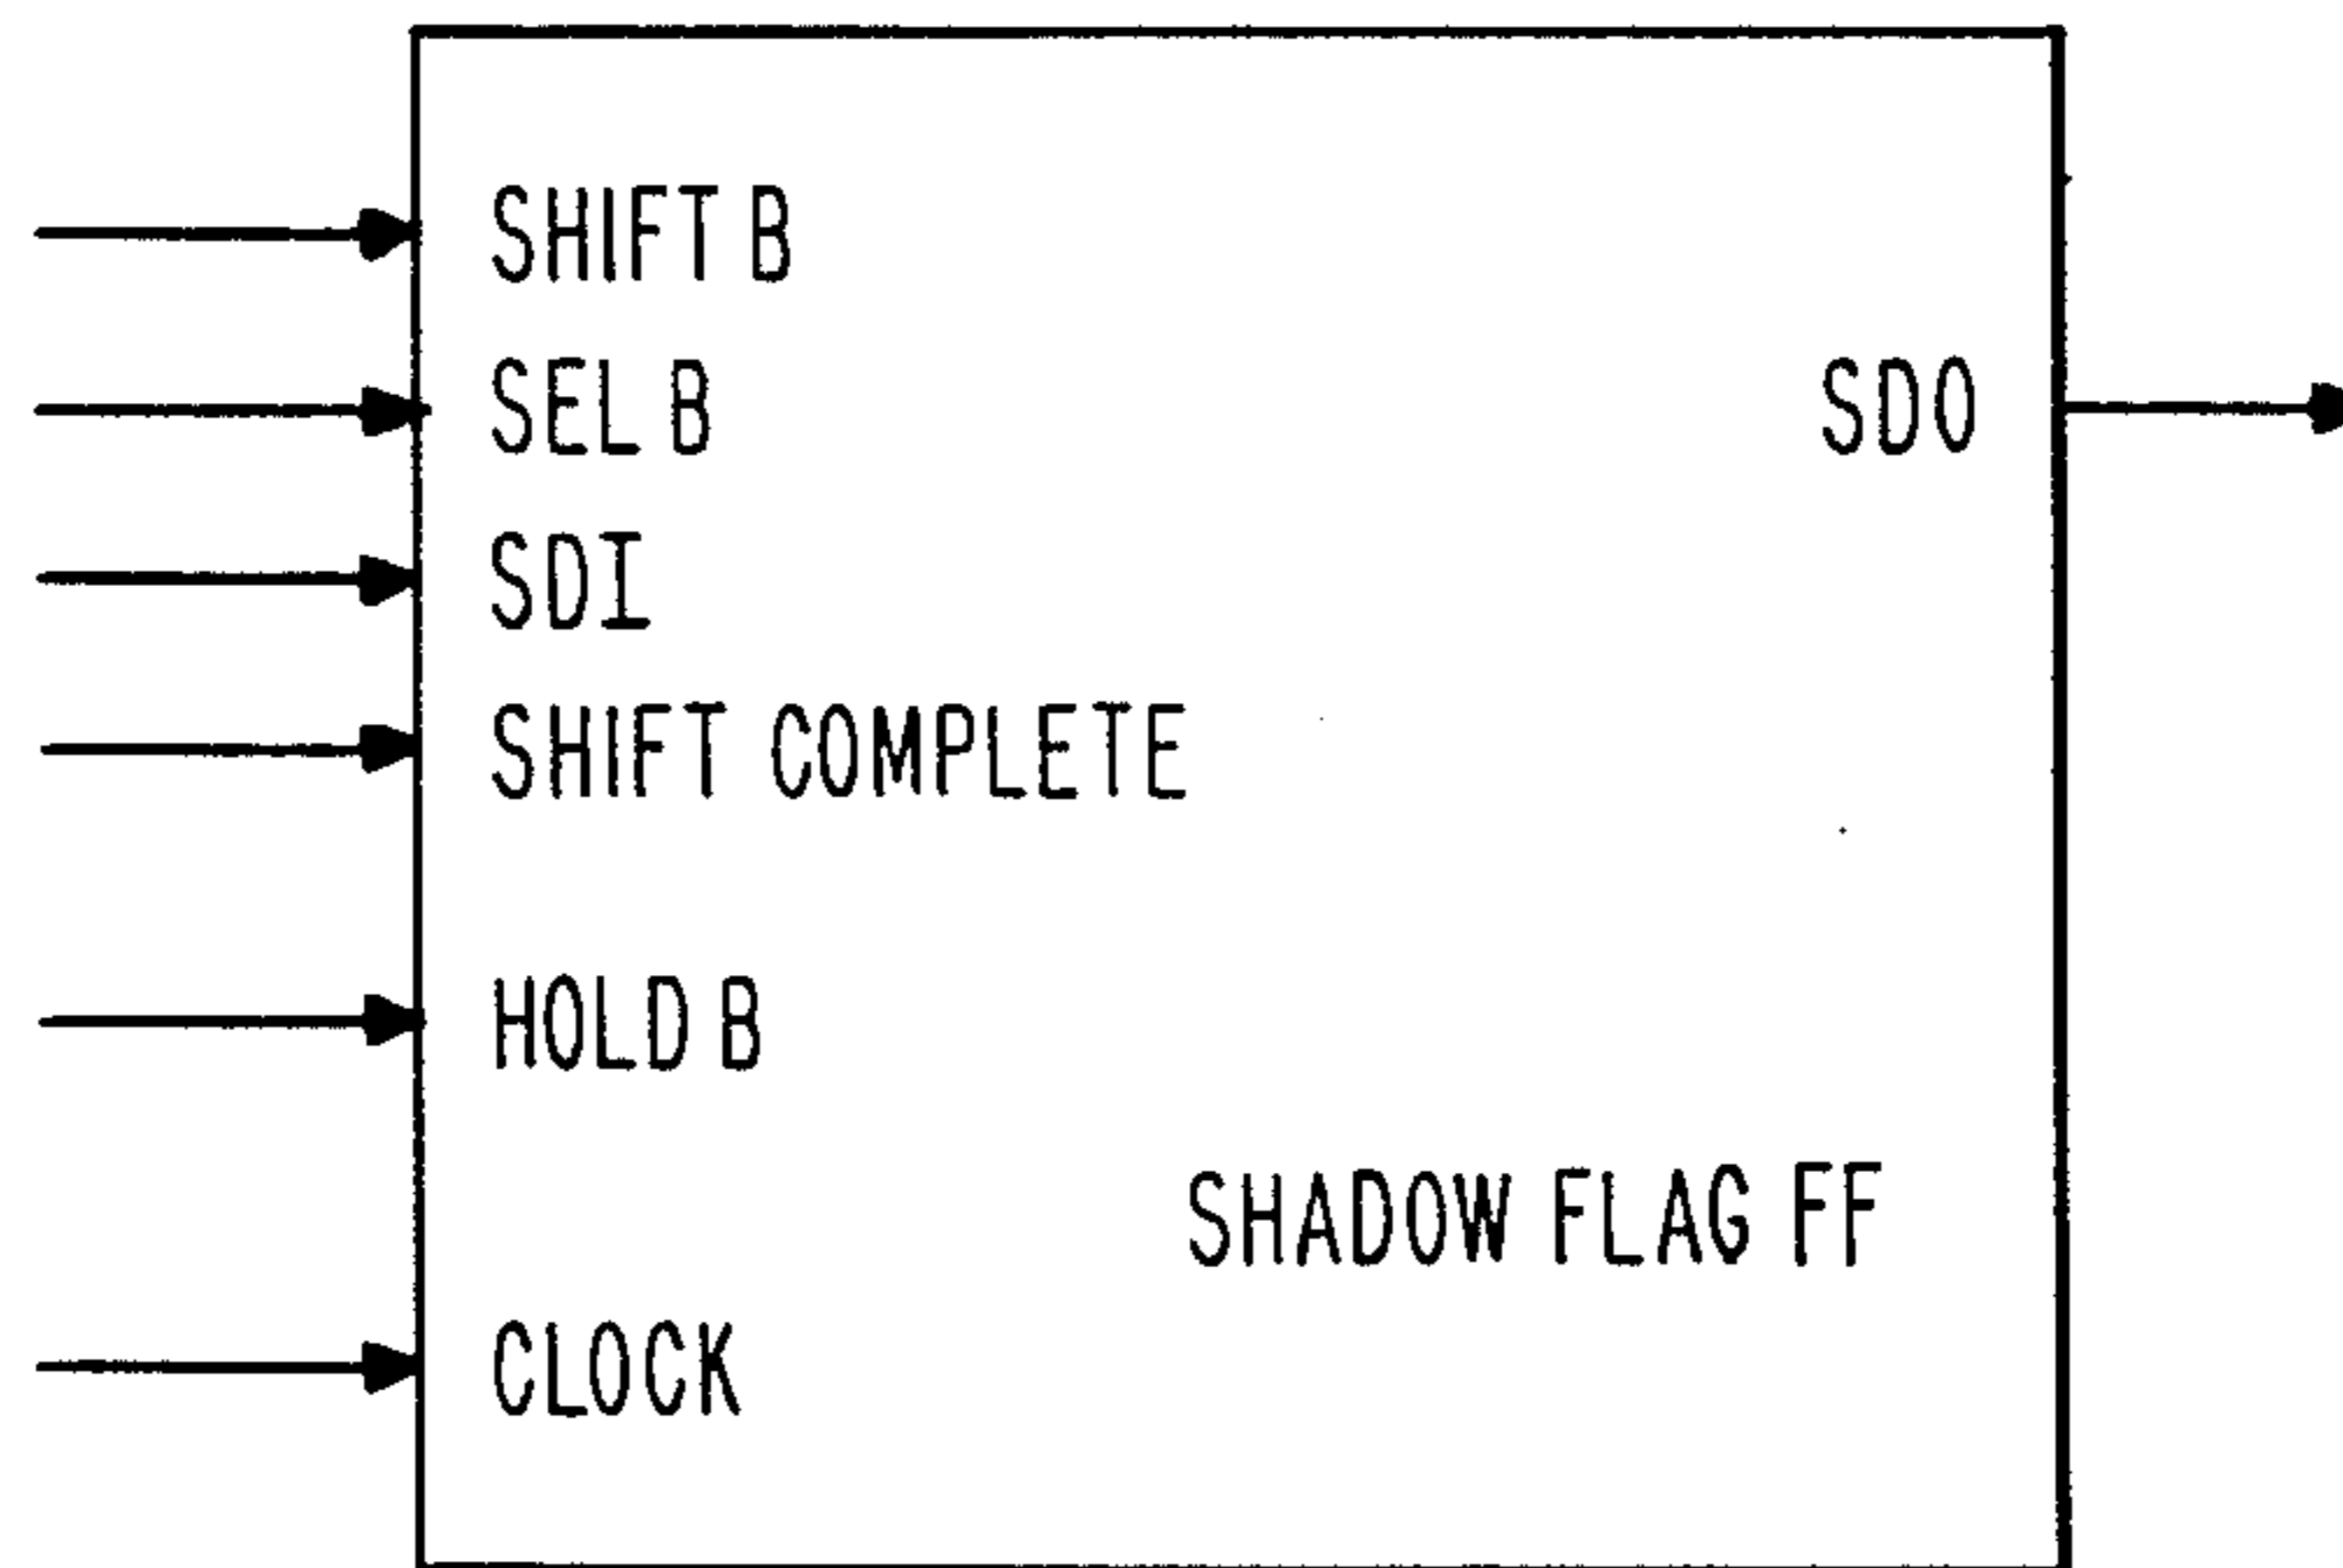 SHIFT B
SEL B
SDO
SDI
SHIFT COMPLETE
HOLD B
SHADOW FLAG FF
CLOCK